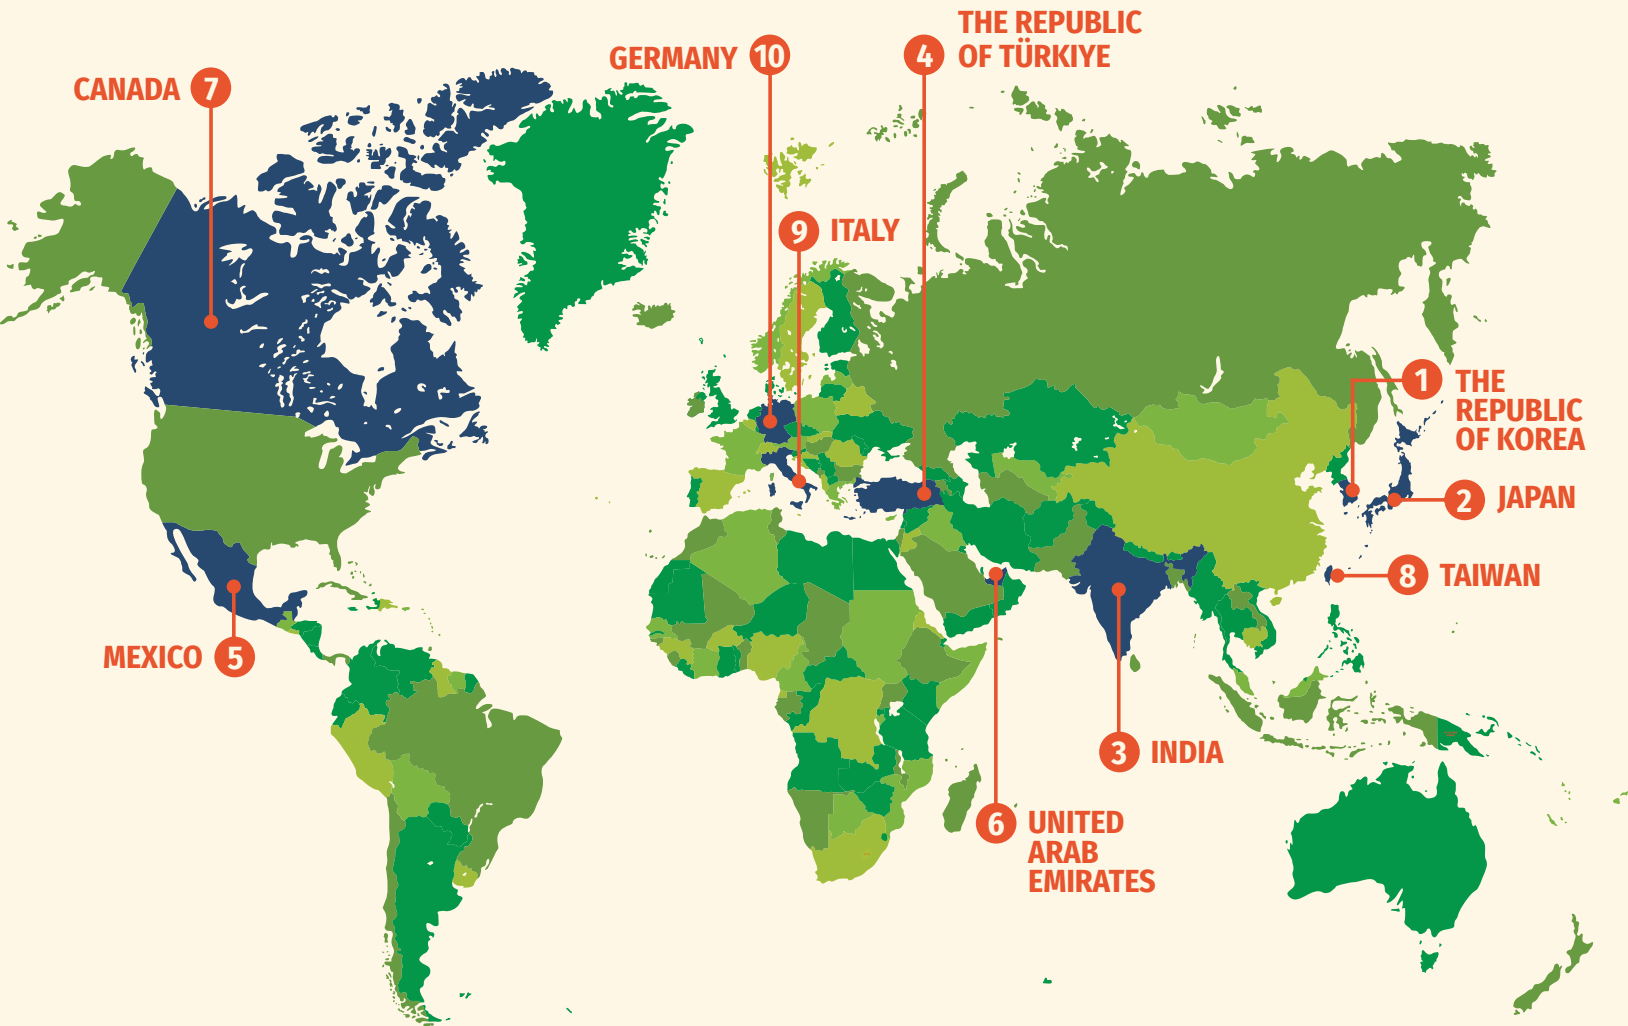 THE REPUBLIC
OF TÜRKIYE
4
GERMANY 10
CANADA 7
9 ITALY
1 THE
REPUBLIC
OF KOREA
2 JAPAN
8 TAIWAN
MEXICO 5
3 INDIA
6 UNITED
ARAB
EMIRATES